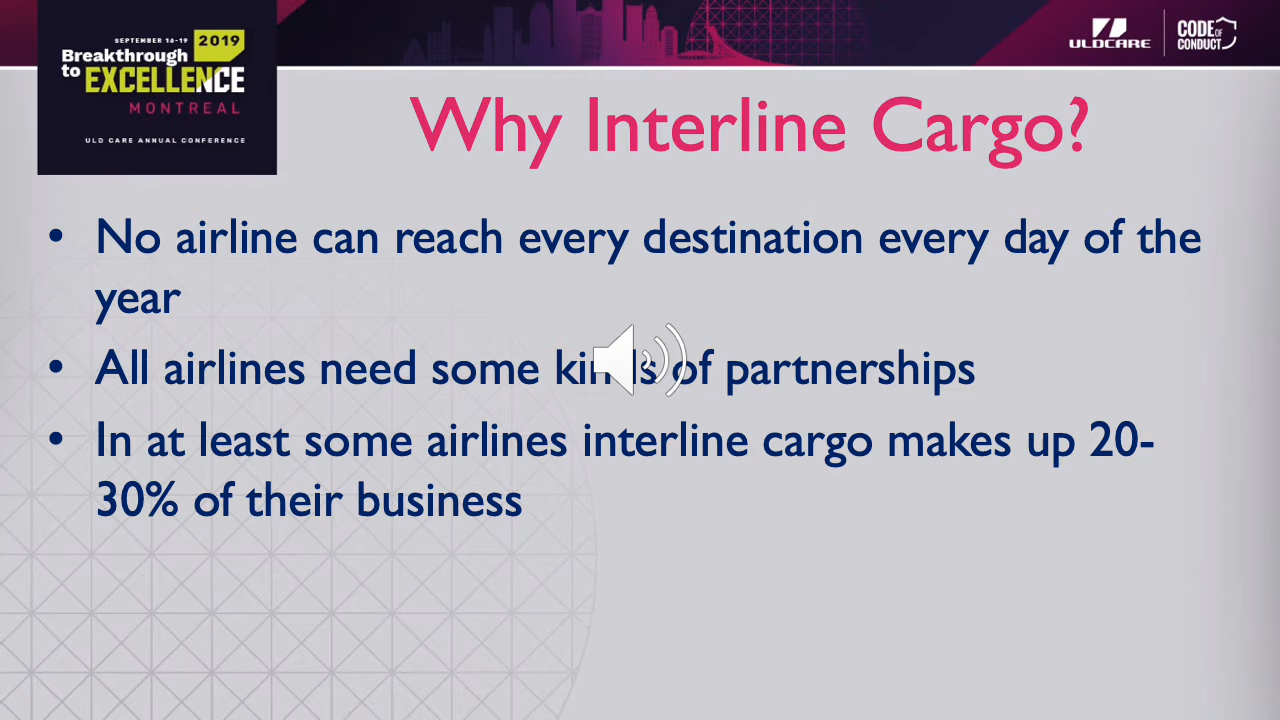 SEPTEMBER 16-19 2019
Breakthrough
to EXCELLENCE
MONTREAL
ULD CARE ANNUAL CONFERENCE
ULDCARE
CODE OF
CONDUCT
Why Interline Cargo?
• No airline can reach every destination every day of the
year
• All airlines need some kinds of partnerships
• In at least some airlines interline cargo makes up 20-
30% of their business